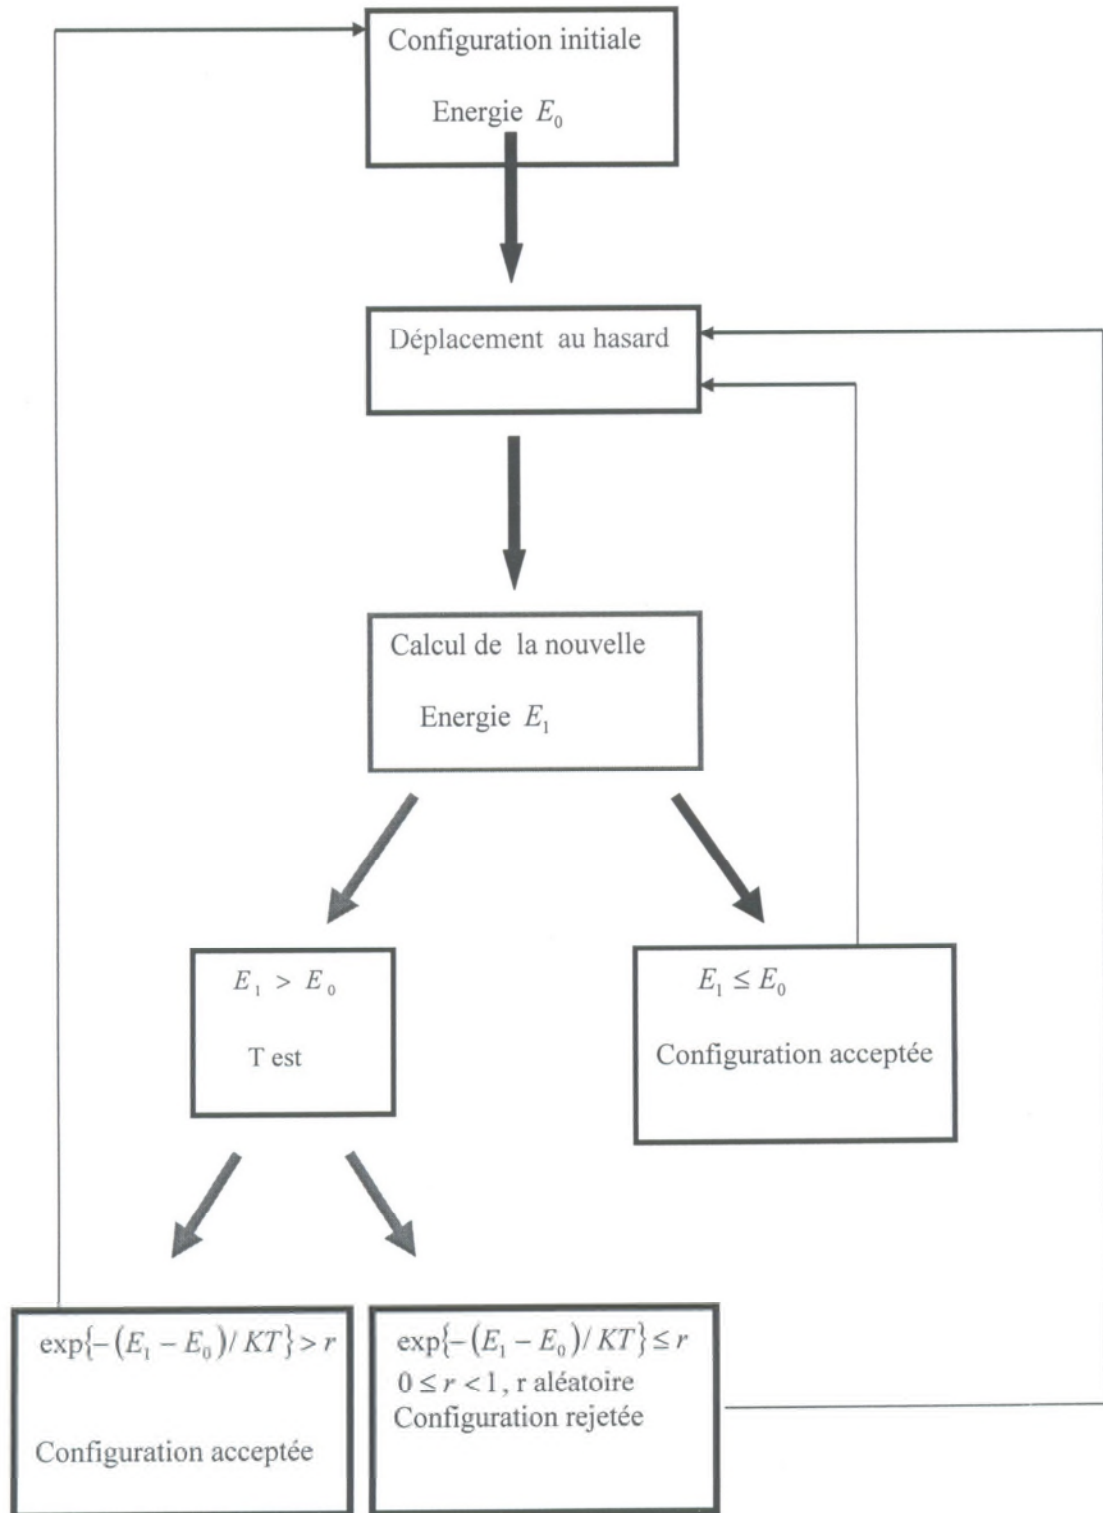 Configuration initiale
Energie E₀
Déplacement au hasard
Calcul de la nouvelle
Energie E₁
E₁ > E₀
T est
E₁ ≤ E₀
Configuration acceptée
exp{−(E₁ − E₀)/ KT} > r
Configuration acceptée
exp{−(E₁ − E₀)/ KT} ≤ r
0 ≤ r < 1 , r aléatoire
Configuration rejetée